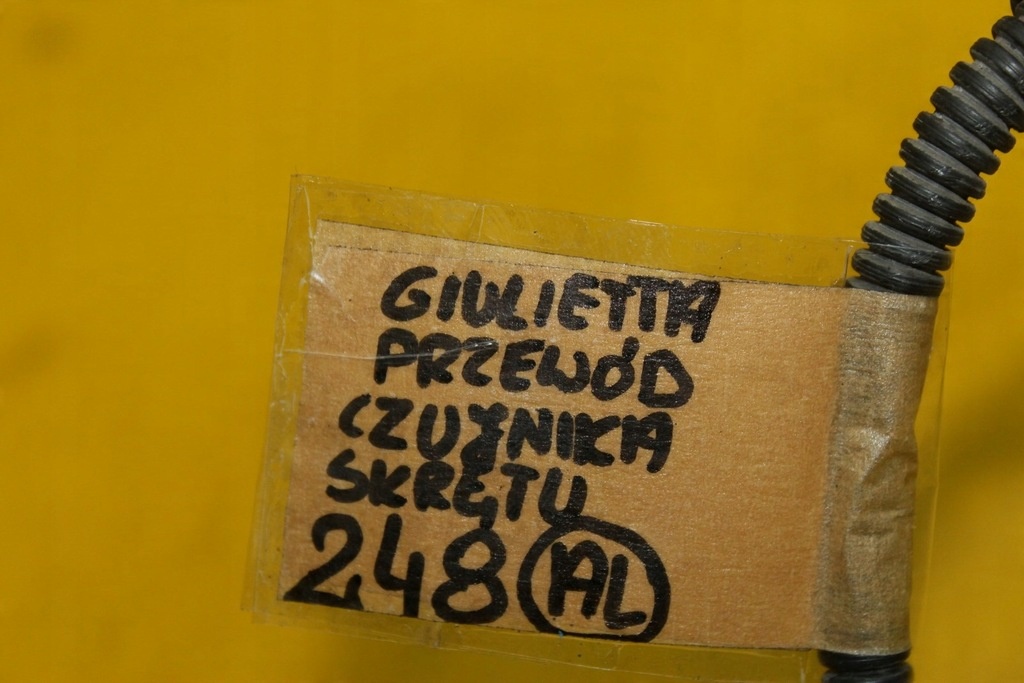 GIULIETTA
PRZEWÓD
CZUJNIKA
SKRĘTU
248 AL